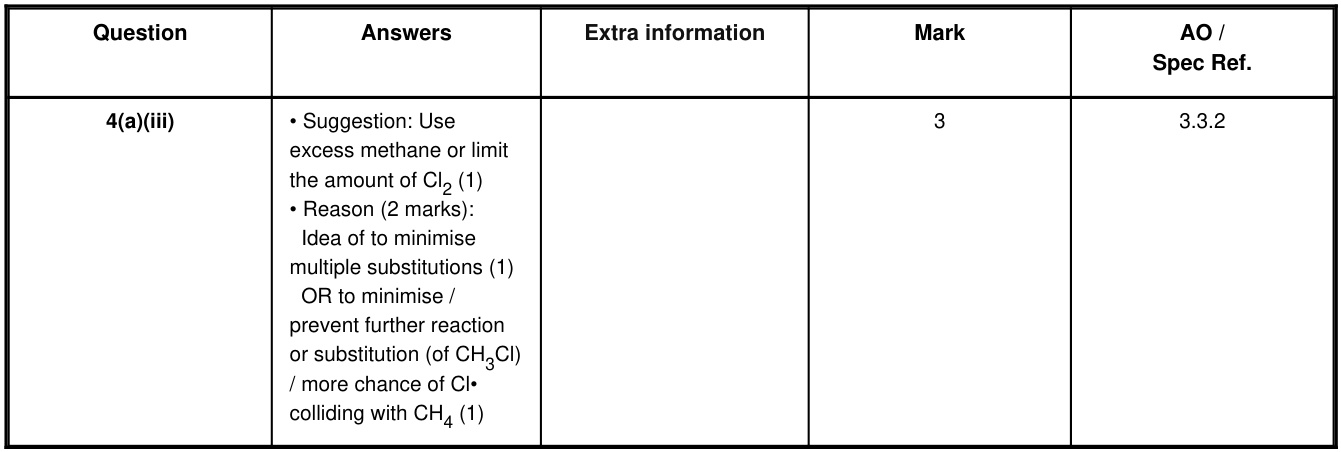 Question
Answers
Extra information
Mark
AO /
Spec Ref.
4(a)(iii)
• Suggestion: Use
excess methane or limit
the amount of Cl₂ (1)
• Reason (2 marks):
Idea of to minimise
multiple substitutions (1)
OR to minimise /
prevent further reaction
or substitution (of CH₃Cl)
/ more chance of Cl•
colliding with CH₄ (1)
3
3.3.2